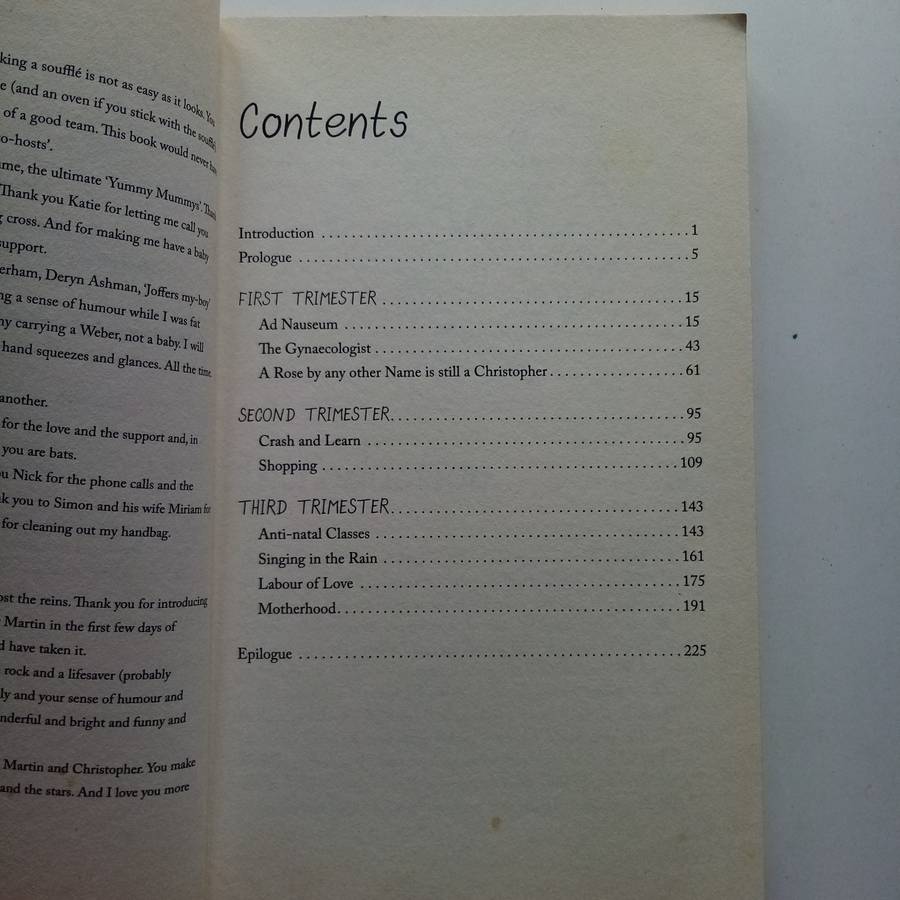 king a soufflé is not as easy as it looks. You
e (and an oven if you stick with the soufflé
of a good team. This book would never
o-hosts'.
me, the ultimate 'Yummy Mummys'.
Thank you Katie for letting me call you
g cross. And for making me have a baby
support.
erham, Deryn Ashman, 'Joffers my-boy'
ng a sense of humour while I was fat
ny carrying a Weber, not a baby. I will
hand squeezes and glances. All the time.
another.
for the love and the support and, in
you are bats.
u Nick for the phone calls and the
k you to Simon and his wife Miriam for
for cleaning out my handbag.
ost the reins. Thank you for introducing
Martin in the first few days of
d have taken it.
rock and a lifesaver (probably
ly and your sense of humour and
nderful and bright and funny and
Martin and Christopher. You make
and the stars. And I love you more
Contents
Introduction . . . . . . . . . . 1
Prologue . . . . . . . . . . 5
FIRST TRIMESTER . . . . . . . . . . 15
Ad Nauseum . . . . . . . . . . 15
The Gynaecologist . . . . . . . . . . 43
A Rose by any other Name is still a Christopher . . . . . . . . . . 61
SECOND TRIMESTER . . . . . . . . . . 95
Crash and Learn . . . . . . . . . . 95
Shopping . . . . . . . . . . 109
THIRD TRIMESTER . . . . . . . . . . 143
Anti-natal Classes . . . . . . . . . . 143
Singing in the Rain . . . . . . . . . . 161
Labour of Love . . . . . . . . . . 175
Motherhood . . . . . . . . . . 191
Epilogue . . . . . . . . . . 225